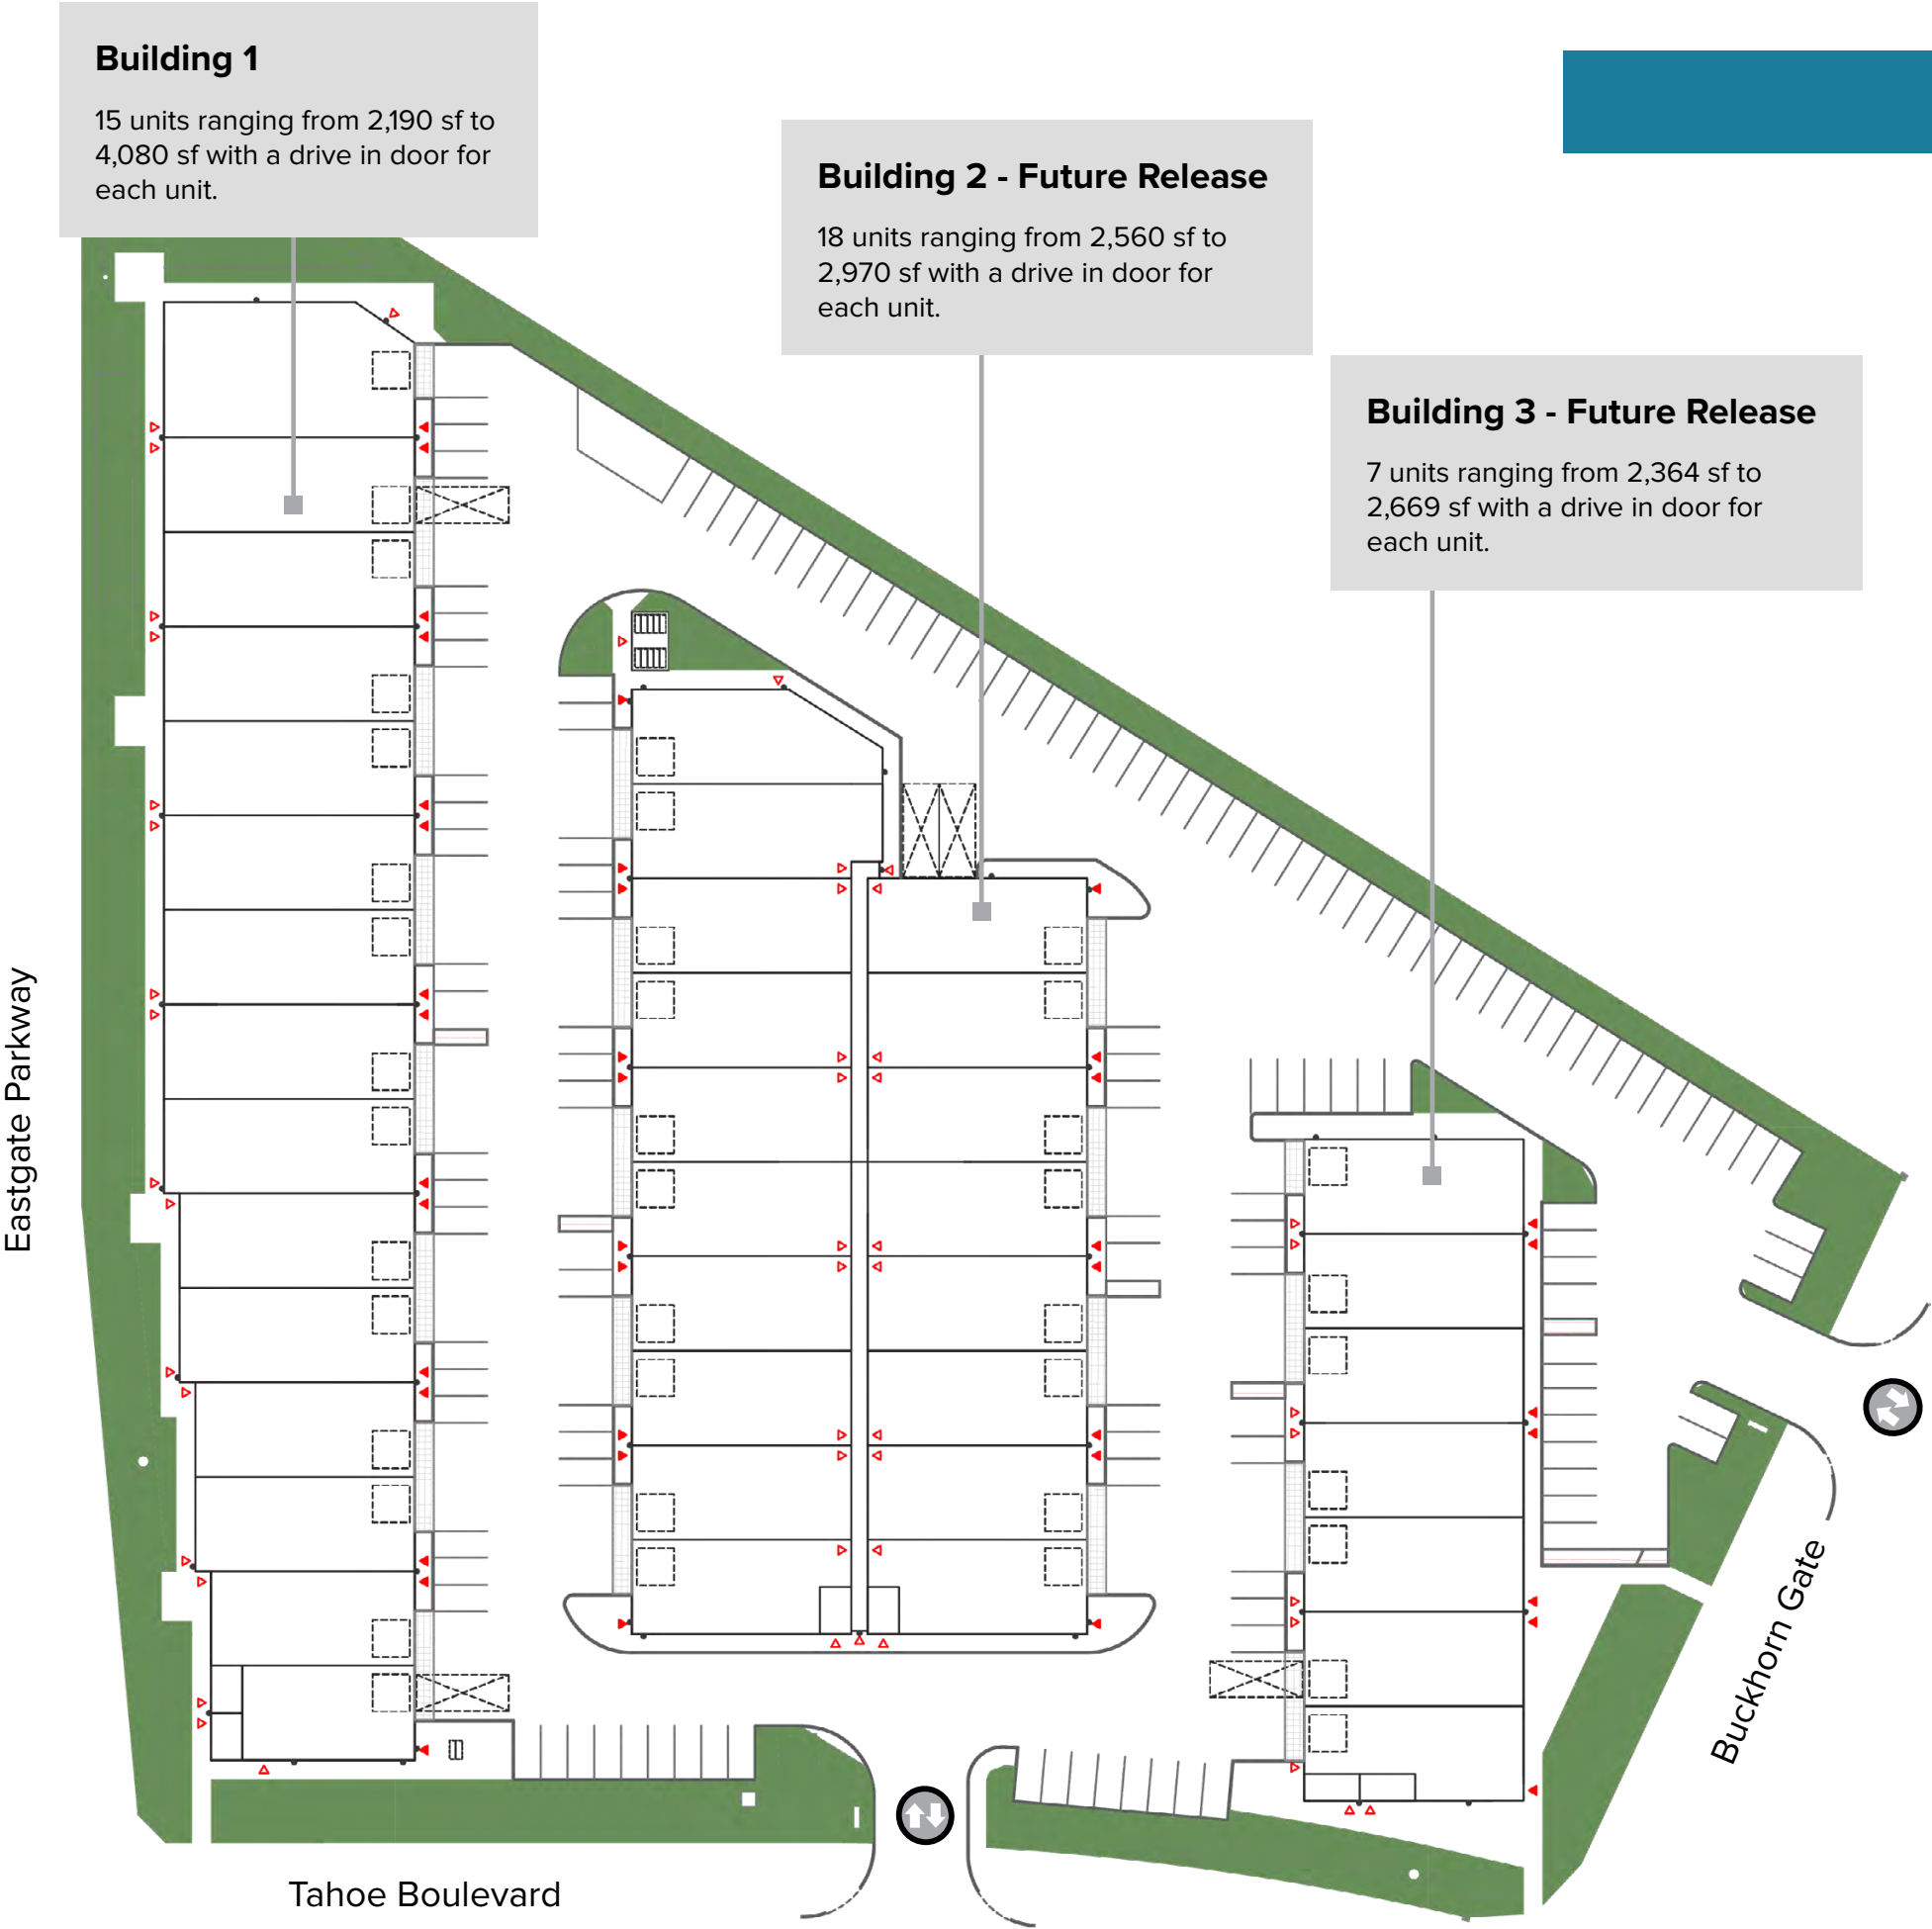 Building 1
15 units ranging from 2,190 sf to
4,080 sf with a drive in door for
each unit.
Building 2 - Future Release
18 units ranging from 2,560 sf to
2,970 sf with a drive in door for
each unit.
Building 3 - Future Release
7 units ranging from 2,364 sf to
2,669 sf with a drive in door for
each unit.
Eastgate Parkway
Buckhorn Gate
Tahoe Boulevard